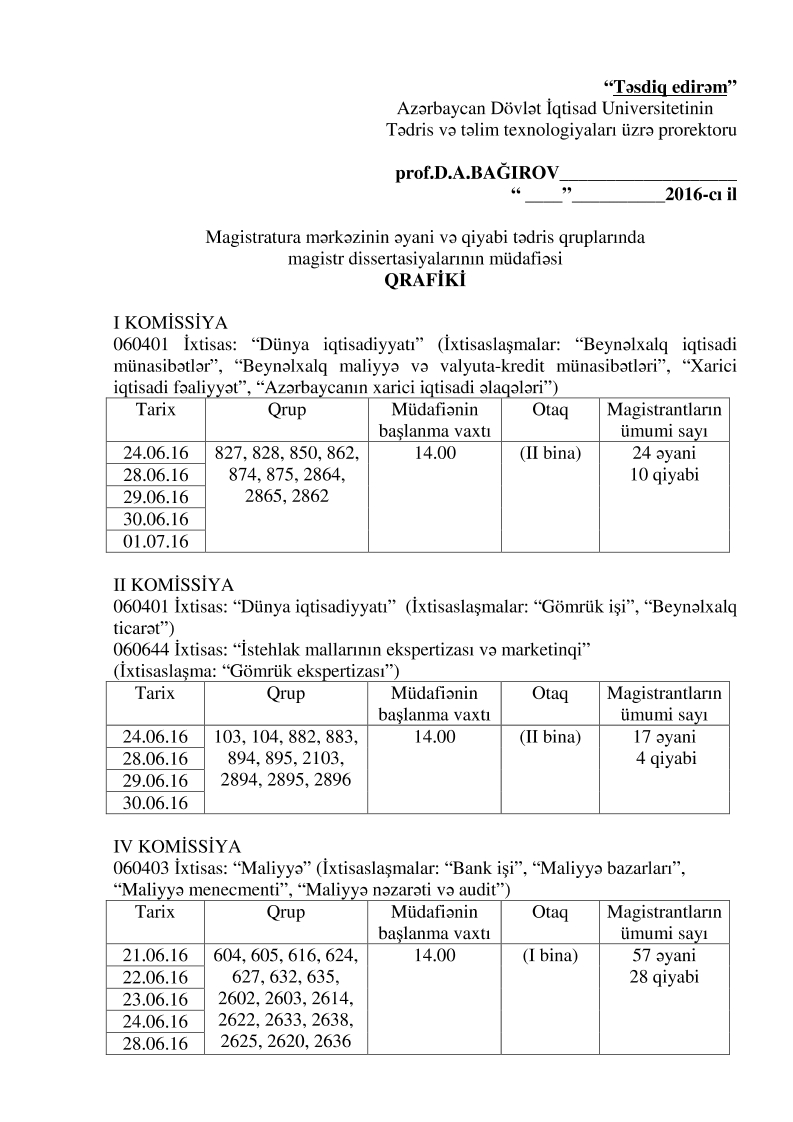 “Təsdiq edirəm”
Azərbaycan Dövlət İqtisad Universitetinin
Tədris və təlim texnologiyaları üzrə prorektoru
prof.D.A.BAĞIROV___________________
“ ____”__________2016-cı il
Magistratura mərkəzinin əyani və qiyabi tədris qruplarında
magistr dissertasiyalarının müdafiəsi
QRAFİKİ
I KOMİSSİYA
060401 İxtisas: “Dünya iqtisadiyyatı” (İxtisaslaşmalar: “Beynəlxalq iqtisadi
münasibətlər”, “Beynəlxalq maliyyə və valyuta-kredit münasibətləri”, “Xarici
iqtisadi fəaliyyət”, “Azərbaycanın xarici iqtisadi əlaqələri”)
Tarix Qrup Müdafiənin Otaq Magistrantların
başlanma vaxtı ümumi sayı
24.06.16 827, 828, 850, 862, 14.00 (II bina) 24 əyani
28.06.16 874, 875, 2864, 10 qiyabi
29.06.16 2865, 2862
30.06.16
01.07.16
II KOMİSSİYA
060401 İxtisas: “Dünya iqtisadiyyatı” (İxtisaslaşmalar: “Gömrük işi”, “Beynəlxalq
ticarət”)
060644 İxtisas: “İstehlak mallarının ekspertizası və marketinqi”
(İxtisaslaşma: “Gömrük ekspertizası”)
Tarix Qrup Müdafiənin Otaq Magistrantların
başlanma vaxtı ümumi sayı
24.06.16 103, 104, 882, 883, 14.00 (II bina) 17 əyani
28.06.16 894, 895, 2103, 4 qiyabi
29.06.16 2894, 2895, 2896
30.06.16
IV KOMİSSİYA
060403 İxtisas: “Maliyyə” (İxtisaslaşmalar: “Bank işi”, “Maliyyə bazarları”,
“Maliyyə menecmenti”, “Maliyyə nəzarəti və audit”)
Tarix Qrup Müdafiənin Otaq Magistrantların
başlanma vaxtı ümumi sayı
21.06.16 604, 605, 616, 624, 14.00 (I bina) 57 əyani
22.06.16 627, 632, 635, 28 qiyabi
23.06.16 2602, 2603, 2614,
24.06.16 2622, 2633, 2638,
28.06.16 2625, 2620, 2636